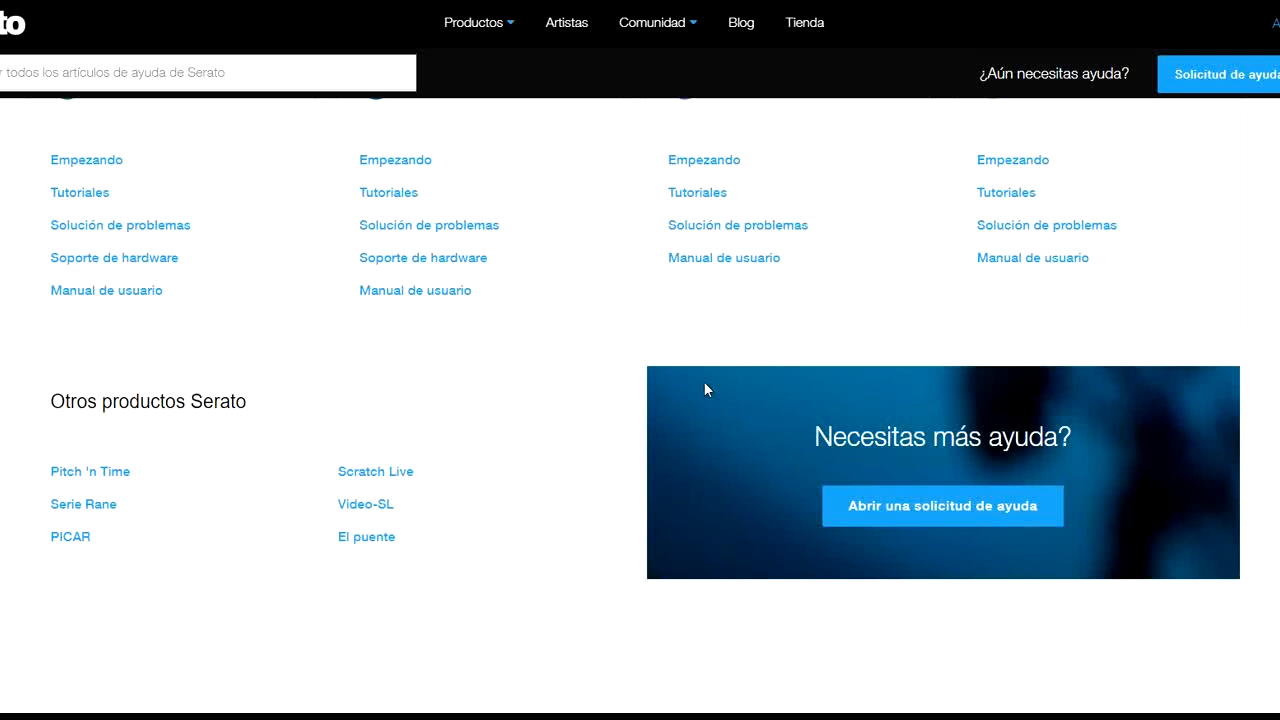 to
Productos
Artistas
Comunidad
Blog
Tienda
A
r todos los artículos de ayuda de Serato
¿Aún necesitas ayuda?
Solicitud de ayuda
Empezando
Tutoriales
Solución de problemas
Soporte de hardware
Manual de usuario
Empezando
Tutoriales
Solución de problemas
Soporte de hardware
Manual de usuario
Empezando
Tutoriales
Solución de problemas
Manual de usuario
Empezando
Tutoriales
Solución de problemas
Manual de usuario
Otros productos Serato
Pitch 'n Time
Serie Rane
PICAR
Scratch Live
Video-SL
El puente
Necesitas más ayuda?
Abrir una solicitud de ayuda